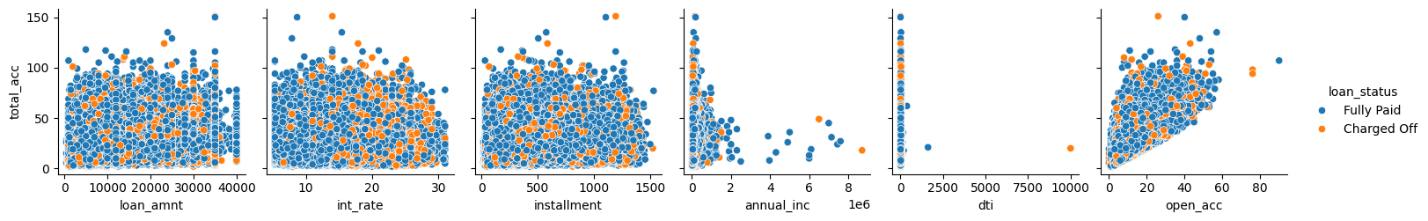 total_acc
150
100
50
0
0 10000 20000 30000 40000
loan_amnt
10 20 30
int_rate
0 500 1000 1500
installment
0 2 4 6 8
1e6
annual_inc
0 2500 5000 7500 10000
dti
0 20 40 60 80
open_acc
loan_status
Fully Paid
Charged Off